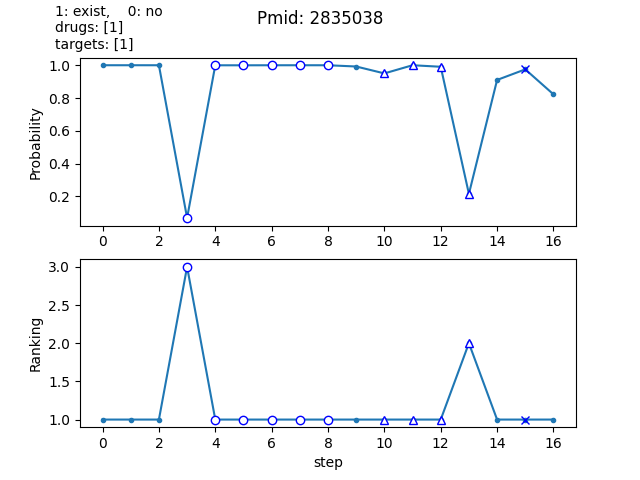 1: exist,    0: no
drugs: [1]
targets: [1]
Pmid: 2835038
Probability
1.0
0.8
0.6
0.4
0.2
0 2 4 6 8 10 12 14 16
Ranking
3.0
2.5
2.0
1.5
1.0
0 2 4 6 8 10 12 14 16
step